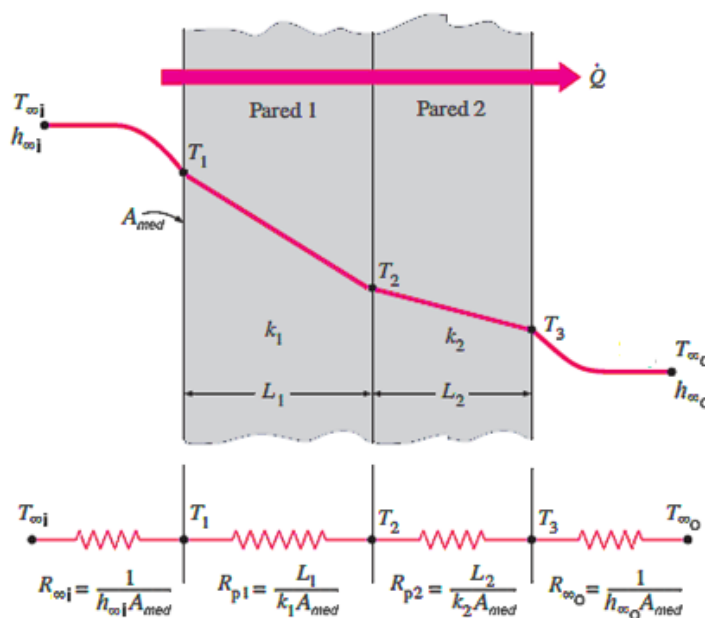 Q̇
Pared 1 Pared 2
T∞i
h∞i
T1
Amed
T2
T3
k1 k2
T∞o
h∞o
L1 L2
T∞i T1 T2 T3 T∞o
R∞i = 1/(h∞i Amed) Rp1 = L1/(k1 Amed) Rp2 = L2/(k2 Amed) R∞o = 1/(h∞o Amed)